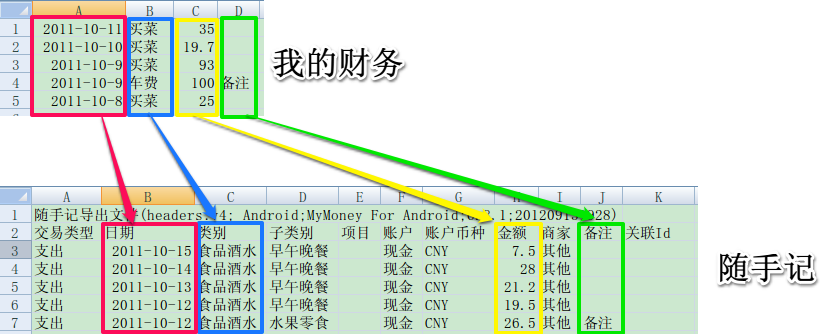 A B C D
1 2011-10-11 买菜 35
2 2011-10-10 买菜 19.7
3 2011-10-9 买菜 93
4 2011-10-9 车费 100 备注
5 2011-10-8 买菜 25
我的财务
A B C D E F G H I J K
1 随手记导出文件(headers:v4; Android;MyMoney For Android;
2 交易类型 日期 类别 子类别 项目 账户 账户币种 金额 商家 备注 关联Id
3 支出 2011-10-15 食品酒水 早午晚餐 现金 CNY 7.5 其他
4 支出 2011-10-14 食品酒水 早午晚餐 现金 CNY 28 其他
5 支出 2011-10-13 食品酒水 早午晚餐 现金 CNY 21.2 其他
6 支出 2011-10-12 食品酒水 早午晚餐 现金 CNY 19.5 其他
7 支出 2011-10-12 食品酒水 水果零食 现金 CNY 26.5 其他 备注
随手记